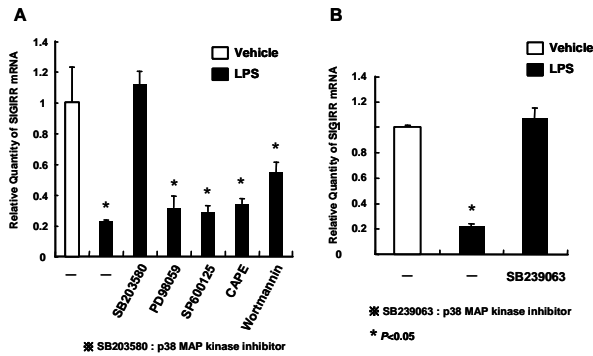 A
Vehicle
LPS
Relative Quantity of SIGIRR mRNA
1.4
1.2
1
0.8
0.6
0.4
0.2
0
*
*
*
*
*
—
—
SB203580
PD98059
SP600125
CAPE
Wortmannin
※ SB203580 : p38 MAP kinase inhibitor
B
Vehicle
LPS
Relative Quantity of SIGIRR mRNA
1.4
1.2
1
0.8
0.6
0.4
0.2
0
*
—
—
SB239063
※ SB239063 : p38 MAP kinase inhibitor
* P<0.05